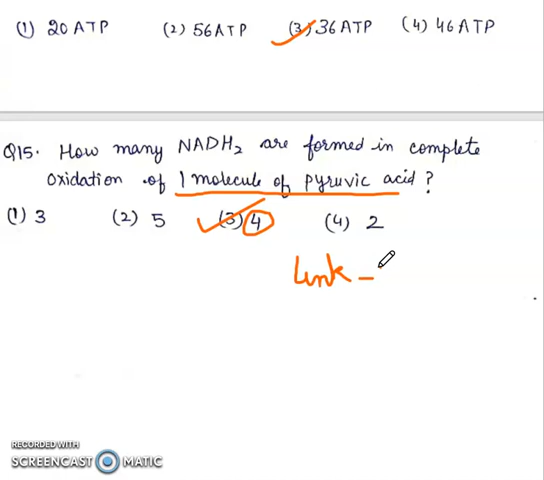 (1) 20 ATP (2) 56 ATP (3) 36 ATP (4) 46 ATP
Q15. How many NADH₂ are formed in complete
oxidation of 1 molecule of pyruvic acid ?
(1) 3 (2) 5 (3) 4 (4) 2
Link –
RECORDED WITH
SCREENCAST MATIC